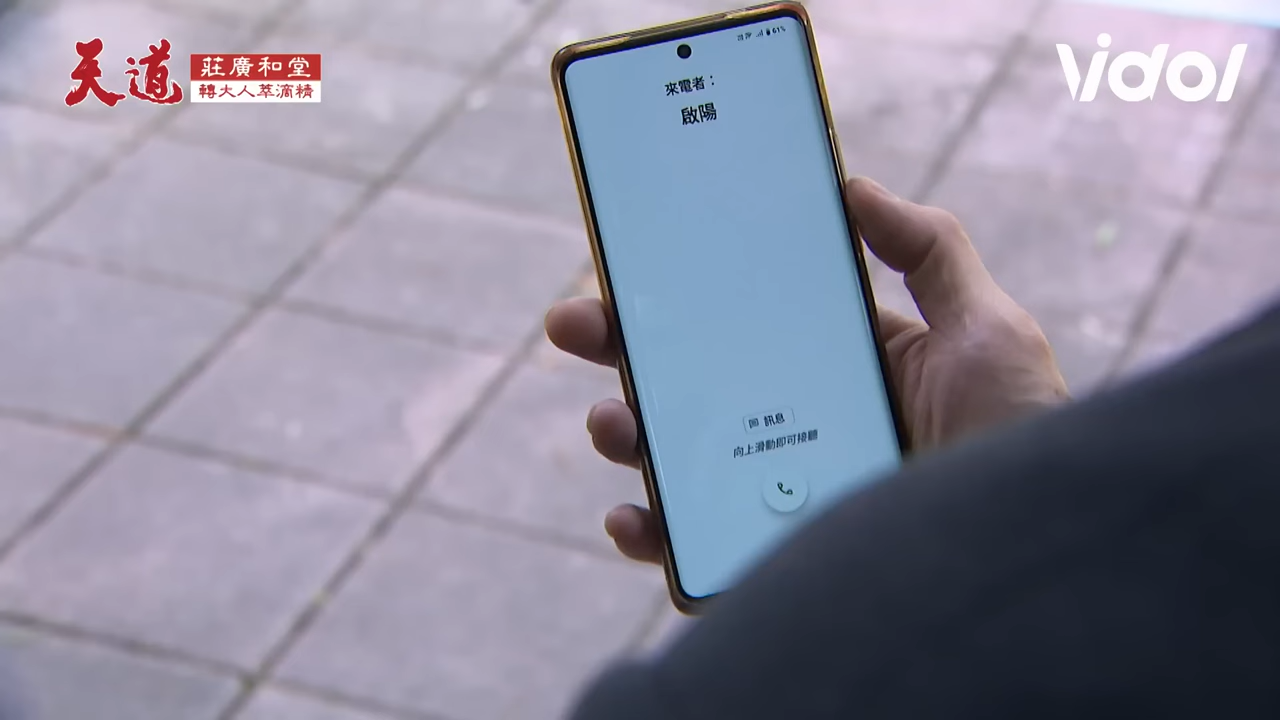 天道
莊廣和堂
轉大人萃滴精
vidol
61%
來電者：
啟陽
訊息
向上滑動即可接聽